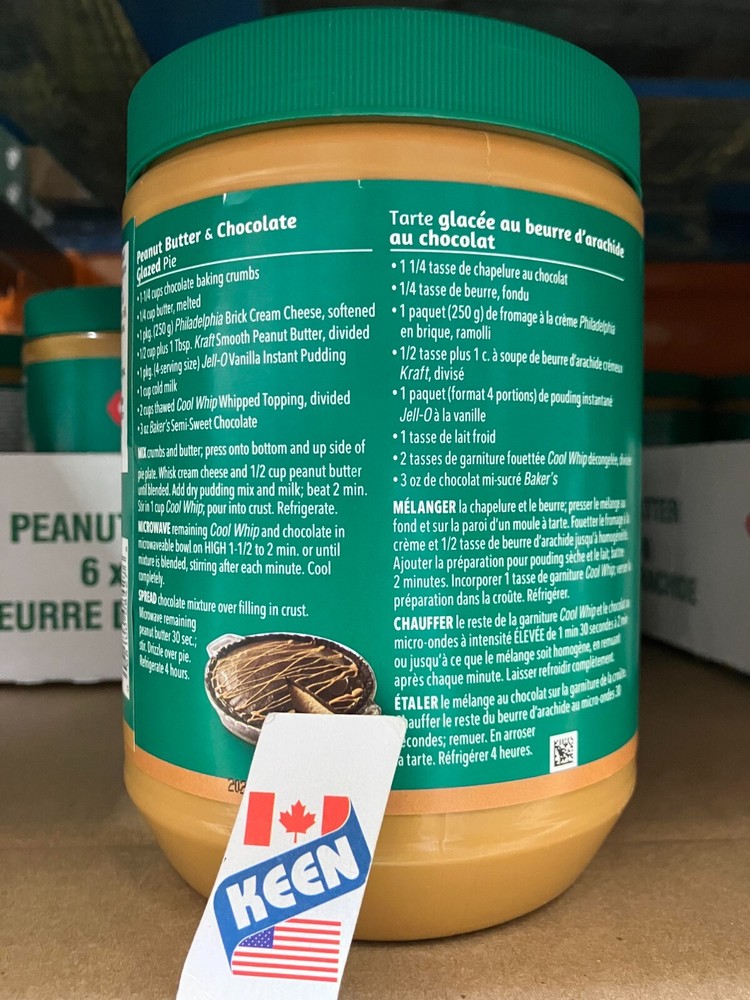 Peanut Butter & Chocolate
Glazed Pie
• 1 1/4 cups chocolate baking crumbs
• 1/4 cup butter, melted
• 1 pkg. (250 g) Philadelphia Brick Cream Cheese, softened
• 1/2 cup plus 1 Tbsp. Kraft Smooth Peanut Butter, divided
• 1 pkg. (4-serving size) Jell-O Vanilla Instant Pudding
• 1 cup cold milk
• 2 cups thawed Cool Whip Whipped Topping, divided
• 3 oz Baker's Semi-Sweet Chocolate
MIX crumbs and butter; press onto bottom and up side of
pie plate. Whisk cream cheese and 1/2 cup peanut butter
until blended. Add dry pudding mix and milk; beat 2 min.
Stir in 1 cup Cool Whip; pour into crust. Refrigerate.
MICROWAVE remaining Cool Whip and chocolate in
microwaveable bowl on HIGH 1-1/2 to 2 min. or until
mixture is blended, stirring after each minute. Cool
completely.
SPREAD chocolate mixture over filling in crust.
Microwave remaining
peanut butter 30 sec.;
stir. Drizzle over pie.
Refrigerate 4 hours.
Tarte glacée au beurre d'arachide
au chocolat
• 1 1/4 tasse de chapelure au chocolat
• 1/4 tasse de beurre, fondu
• 1 paquet (250 g) de fromage à la crème Philadelphia
en brique, ramolli
• 1/2 tasse plus 1 c. à soupe de beurre d'arachide crémeux
Kraft, divisé
• 1 paquet (format 4 portions) de pouding instantané
Jell-O à la vanille
• 1 tasse de lait froid
• 2 tasses de garniture fouettée Cool Whip décongelée, divisée
• 3 oz de chocolat mi-sucré Baker's
MÉLANGER la chapelure et le beurre; presser le mélange au
fond et sur la paroi d'un moule à tarte. Fouetter le fromage à la
crème et 1/2 tasse de beurre d'arachide jusqu'à homogénéité.
Ajouter la préparation pour pouding sèche et le lait; battre
2 minutes. Incorporer 1 tasse de garniture Cool Whip; verser la
préparation dans la croûte. Réfrigérer.
CHAUFFER le reste de la garniture Cool Whip et le chocolat au
micro-ondes à intensité ÉLEVÉE de 1 min 30 secondes à 2 min
ou jusqu'à ce que le mélange soit homogène, en remuant
après chaque minute. Laisser refroidir complètement.
ÉTALER le mélange au chocolat sur la garniture de la croûte.
chauffer le reste du beurre d'arachide au micro-ondes 30
secondes; remuer. En arroser
la tarte. Réfrigérer 4 heures.
202
KEEN
PEANUT
6 x
EURRE